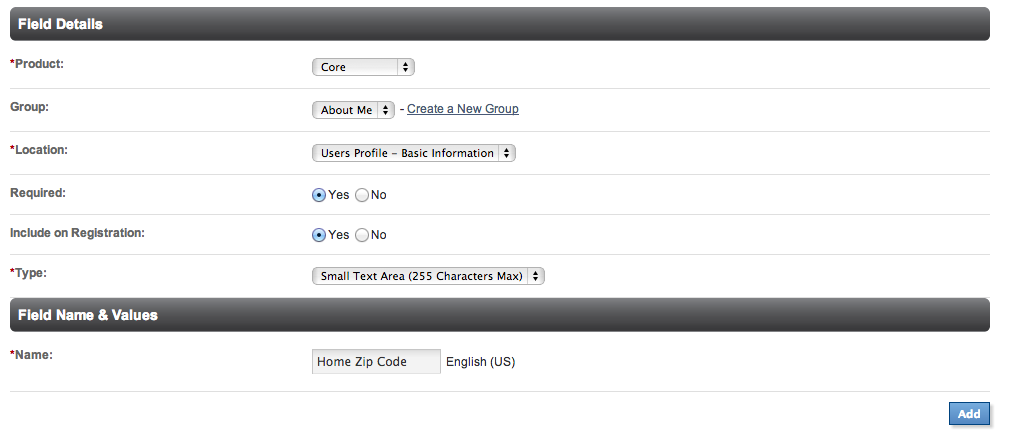 Field Details
*Product: Core
Group: About Me - Create a New Group
*Location: Users Profile – Basic Information
Required: Yes No
Include on Registration: Yes No
*Type: Small Text Area (255 Characters Max)
Field Name & Values
*Name: Home Zip Code English (US)
Add